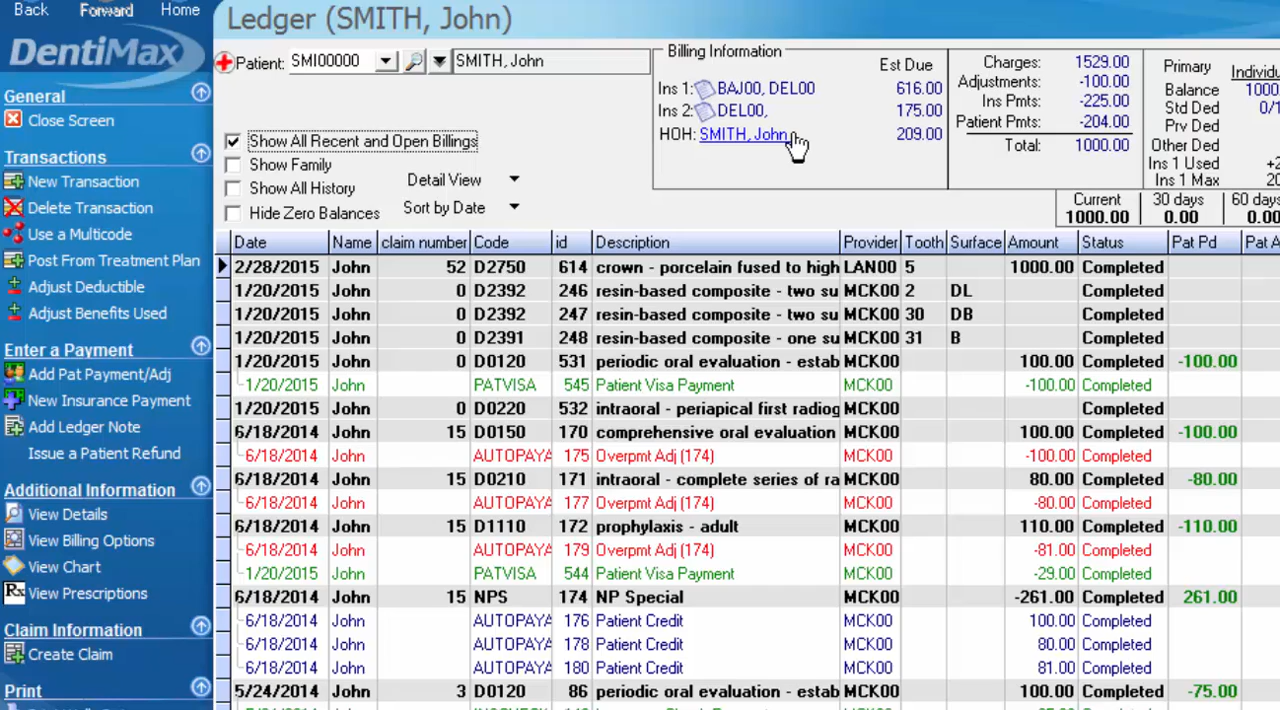 Back Forward Home
DentiMax
General
Close Screen
Transactions
New Transaction
Delete Transaction
Use a Multicode
Post From Treatment Plan
Adjust Deductible
Adjust Benefits Used
Enter a Payment
Add Pat Payment/Adj
New Insurance Payment
Add Ledger Note
Issue a Patient Refund
Additional Information
View Details
View Billing Options
View Chart
Rx View Prescriptions
Claim Information
Create Claim
Print
Ledger (SMITH, John)
Patient: SMI00000 SMITH, John
Show All Recent and Open Billings
Show Family
Show All History
Hide Zero Balances
Detail View
Sort by Date
Billing Information
Est Due
Ins 1: BAJ00, DEL00 616.00
Ins 2: DEL00, 175.00
HOH: SMITH, John 209.00
Charges: 1529.00
Adjustments: -100.00
Ins Pmts: -225.00
Patient Pmts: -204.00
Total: 1000.00
Primary Individu
Balance 1000
Std Ded 0/1
Prv Ded
Other Ded
Ins 1 Used +2
Ins 1 Max 20
Current 30 days 60 days
1000.00 0.00 0.00
Date Name claim number Code id Description Provider Tooth Surface Amount Status Pat Pd Pat A
2/28/2015 John 52 D2750 614 crown - porcelain fused to high LAN00 5 1000.00 Completed
1/20/2015 John 0 D2392 246 resin-based composite - two su MCK00 2 DL Completed
1/20/2015 John 0 D2392 247 resin-based composite - two su MCK00 30 DB Completed
1/20/2015 John 0 D2391 248 resin-based composite - one su MCK00 31 B Completed
1/20/2015 John 0 D0120 531 periodic oral evaluation - estab MCK00 100.00 Completed -100.00
1/20/2015 John PATVISA 545 Patient Visa Payment MCK00 -100.00 Completed
1/20/2015 John 0 D0220 532 intraoral - periapical first radiog MCK00 Completed
6/18/2014 John 15 D0150 170 comprehensive oral evaluation MCK00 100.00 Completed -100.00
6/18/2014 John AUTOPAYA 175 Overpmt Adj (174) MCK00 -100.00 Completed
6/18/2014 John 15 D0210 171 intraoral - complete series of ra MCK00 80.00 Completed -80.00
6/18/2014 John AUTOPAYA 177 Overpmt Adj (174) MCK00 -80.00 Completed
6/18/2014 John 15 D1110 172 prophylaxis - adult MCK00 110.00 Completed -110.00
6/18/2014 John AUTOPAYA 179 Overpmt Adj (174) MCK00 -81.00 Completed
1/20/2015 John PATVISA 544 Patient Visa Payment MCK00 -29.00 Completed
6/18/2014 John 15 NPS 174 NP Special MCK00 -261.00 Completed 261.00
6/18/2014 John AUTOPAYA 176 Patient Credit MCK00 100.00 Completed
6/18/2014 John AUTOPAYA 178 Patient Credit MCK00 80.00 Completed
6/18/2014 John AUTOPAYA 180 Patient Credit MCK00 81.00 Completed
5/24/2014 John 3 D0120 86 periodic oral evaluation - estab MCK00 100.00 Completed -75.00